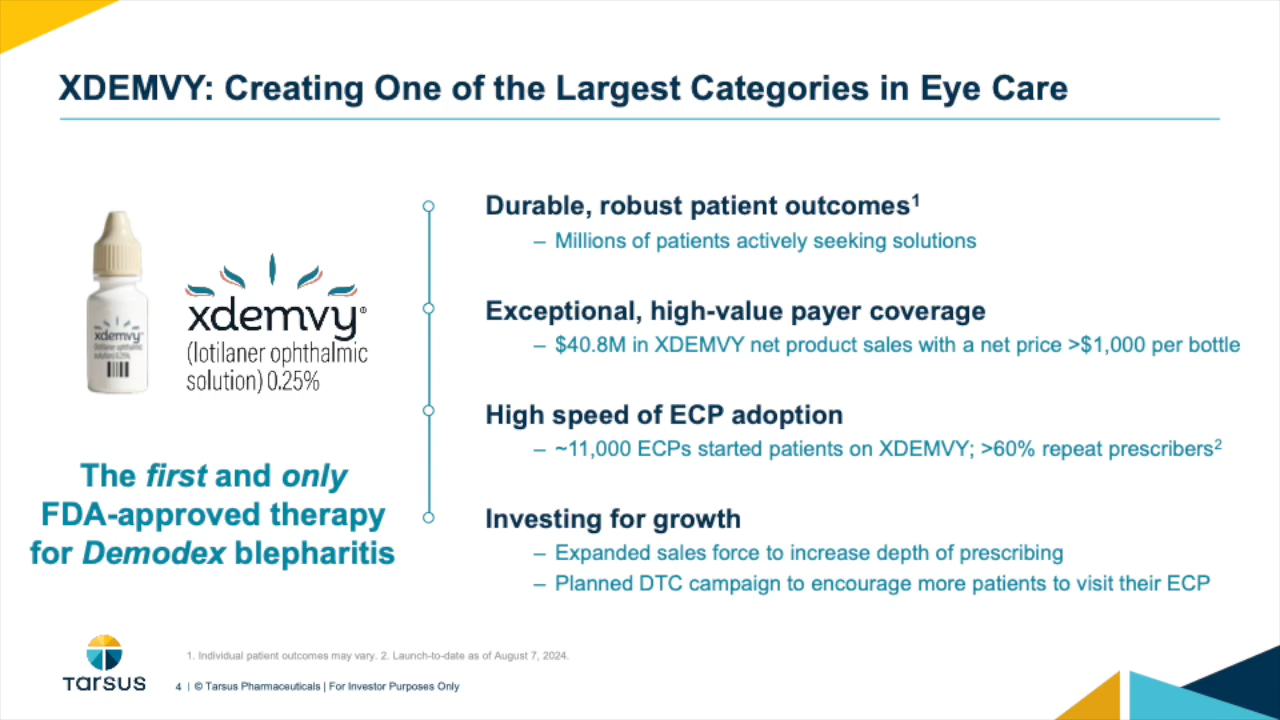 XDEMVY: Creating One of the Largest Categories in Eye Care
xdemvy
(lotilaner ophthalmic
solution) 0.25%
xdemvy®
(lotilaner ophthalmic
solution) 0.25%
The first and only
FDA-approved therapy
for Demodex blepharitis
Durable, robust patient outcomes¹
– Millions of patients actively seeking solutions
Exceptional, high-value payer coverage
– $40.8M in XDEMVY net product sales with a net price >$1,000 per bottle
High speed of ECP adoption
– ~11,000 ECPs started patients on XDEMVY; >60% repeat prescribers²
Investing for growth
– Expanded sales force to increase depth of prescribing
– Planned DTC campaign to encourage more patients to visit their ECP
1. Individual patient outcomes may vary. 2. Launch-to-date as of August 7, 2024.
TARSUS
4 | © Tarsus Pharmaceuticals | For Investor Purposes Only